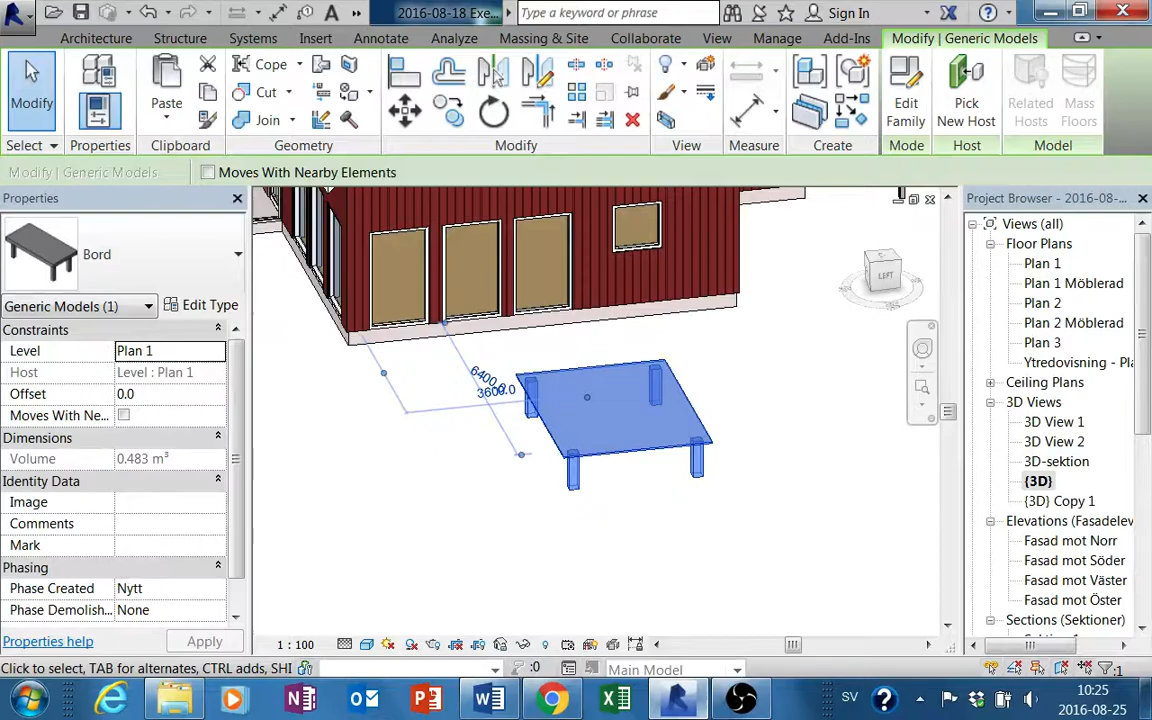 2016-08-18 Exe...
Type a keyword or phrase
Sign In
Architecture Structure Systems Insert Annotate Analyze Massing & Site Collaborate View Manage Add-Ins Modify | Generic Models
Modify
Paste
Cope
Cut
Join
Edit
Family
Pick
New Host
Related
Hosts
Mass
Floors
Select Properties Clipboard Geometry Modify View Measure Create Mode Host Model
Modify | Generic Models
Moves With Nearby Elements
Properties
Bord
Generic Models (1)
Edit Type
Constraints
Level Plan 1
Host Level : Plan 1
Offset 0.0
Moves With Ne...
Dimensions
Volume 0.483 m³
Identity Data
Image
Comments
Mark
Phasing
Phase Created Nytt
Phase Demolish... None
Properties help
Apply
6400.0
3600.0
LEFT
Project Browser - 2016-08-...
Views (all)
Floor Plans
Plan 1
Plan 1 Möblerad
Plan 2
Plan 2 Möblerad
Plan 3
Ytredovisning - Pla
Ceiling Plans
3D Views
3D View 1
3D View 2
3D-sektion
{3D}
{3D} Copy 1
Elevations (Fasadelev
Fasad mot Norr
Fasad mot Söder
Fasad mot Väster
Fasad mot Öster
Sections (Sektioner)
1 : 100
Click to select, TAB for alternates, CTRL adds, SHI
:0
Main Model
:1
SV
10:25
2016-08-25